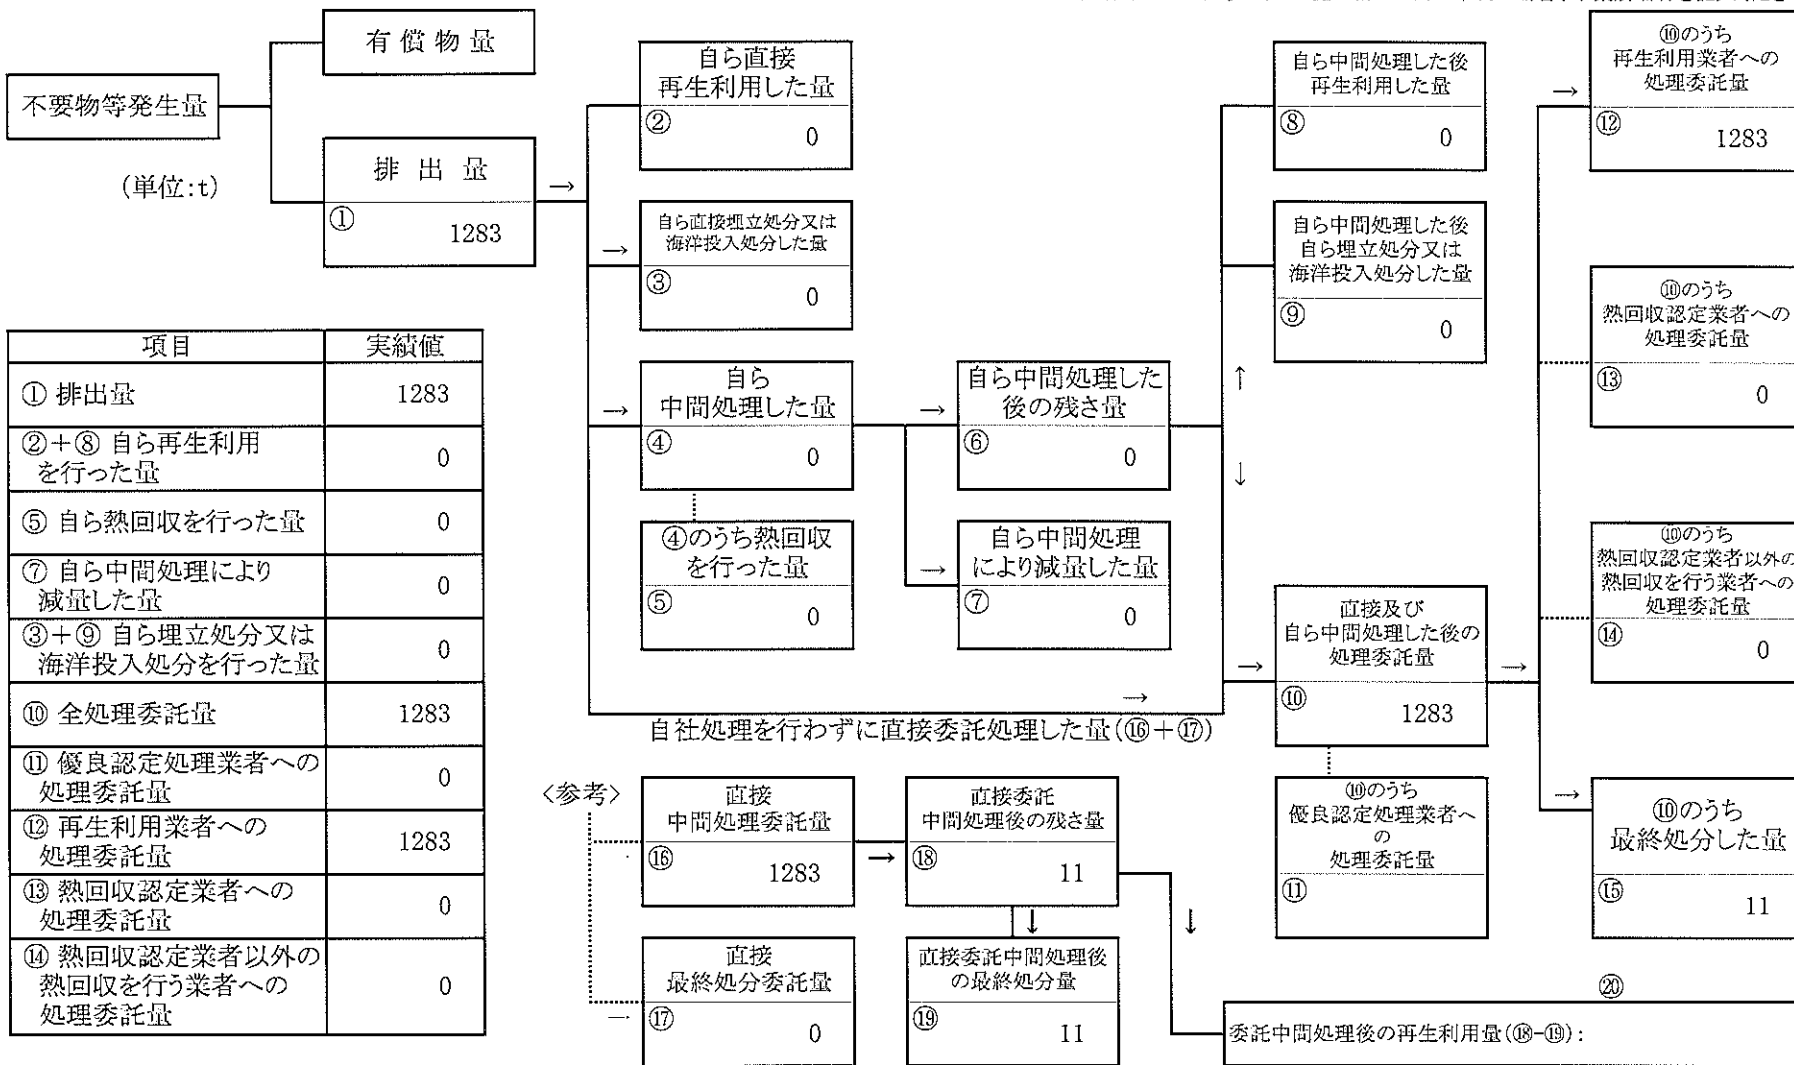 不要物等発生量
(単位:t)
有償物量
排出量
①
1283
→
自ら直接
再生利用した量
②
0
→
自ら直接埋立処分又は
海洋投入処分した量
③
0
→
自ら
中間処理した量
④
0
④のうち熱回収
を行った量
⑤
0
→
自ら中間処理した
後の残さ量
⑥
0
→
自ら中間処理
により減量した量
⑦
0
自ら中間処理した後
再生利用した量
⑧
0
自ら中間処理した後
自ら埋立処分又は
海洋投入処分した量
⑨
0
↑
↓
→
自社処理を行わずに直接委託処理した量(⑯+⑰)
→
直接及び
自ら中間処理した後の
処理委託量
⑩
1283
→
⑩のうち
優良認定処理業者へ
の
処理委託量
⑪
→
⑩のうち
再生利用業者への
処理委託量
⑫
1283
⑩のうち
熱回収認定業者への
処理委託量
⑬
0
⑩のうち
熱回収認定業者以外の
熱回収を行う業者への
処理委託量
⑭
0
→
⑩のうち
最終処分した量
⑮
11
項目 実績値
① 排出量 1283
②+⑧ 自ら再生利用
を行った量 0
⑤ 自ら熱回収を行った量 0
⑦ 自ら中間処理により
減量した量 0
③+⑨ 自ら埋立処分又は
海洋投入処分を行った量 0
⑩ 全処理委託量 1283
⑪ 優良認定処理業者への
処理委託量 0
⑫ 再生利用業者への
処理委託量 1283
⑬ 熱回収認定業者への
処理委託量 0
⑭ 熱回収認定業者以外の
熱回収を行う業者への
処理委託量 0
〈参考〉
直接
中間処理委託量
⑯
1283
→
直接委託
中間処理後の残さ量
⑱
11
↓
↓
直接
最終処分委託量
⑰
0
直接委託中間処理後
の最終処分量
⑲
11
⑳
委託中間処理後の再生利用量(⑱-⑲):